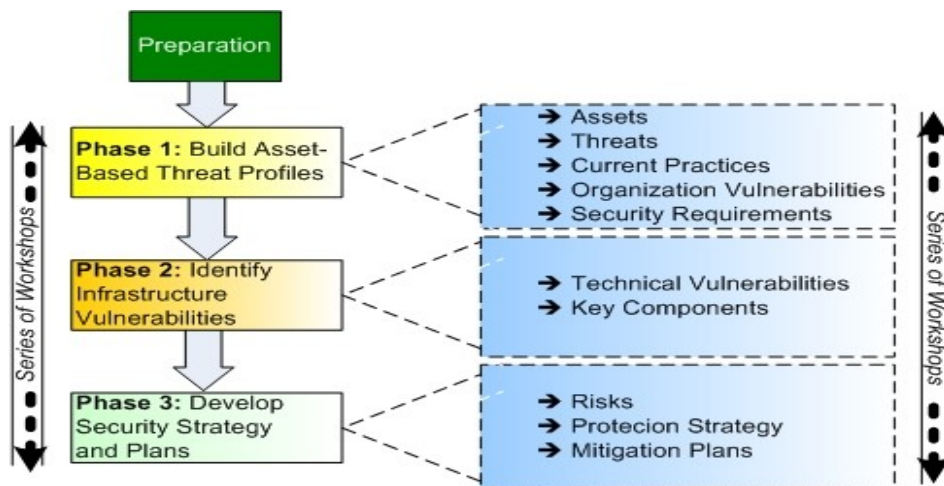 Preparation
Phase 1: Build Asset-
Based Threat Profiles
➔ Assets
➔ Threats
➔ Current Practices
➔ Organization Vulnerabilities
➔ Security Requirements
Phase 2: Identify
Infrastructure
Vulnerabilities
➔ Technical Vulnerabilities
➔ Key Components
Phase 3: Develop
Security Strategy
and Plans
➔ Risks
➔ Protecion Strategy
➔ Mitigation Plans
Series of Workshops
Series of Workshops